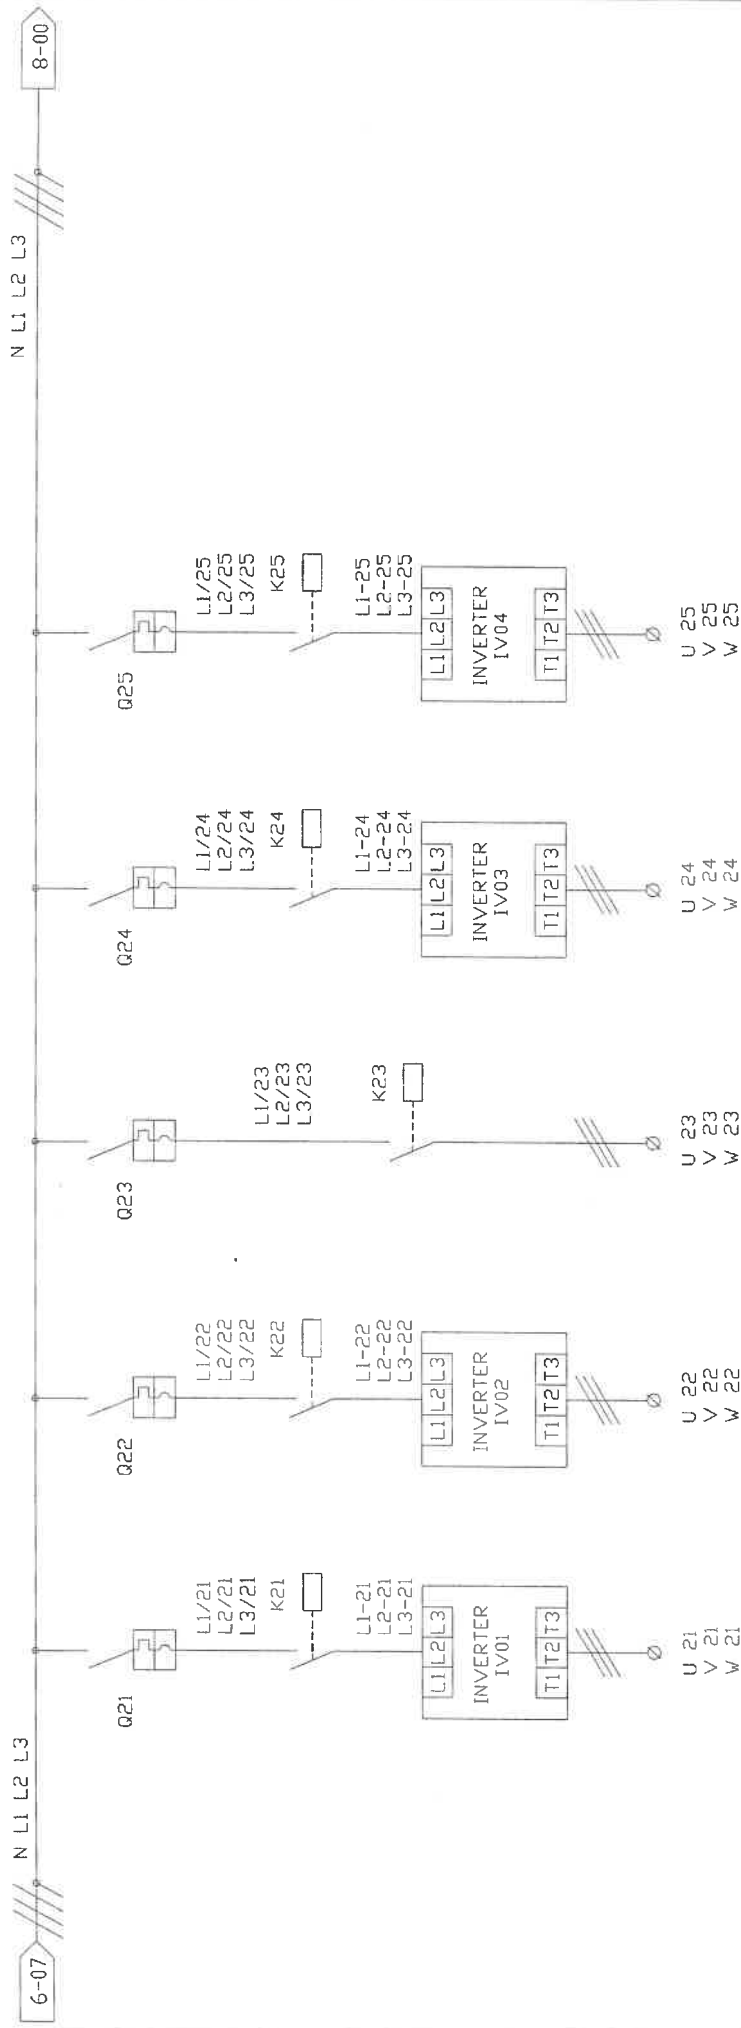 6-07
N L1 L2 L3
N L1 L2 L3
8-00
Q21
L1/21
L2/21
L3/21
K21
L1-21
L2-21
L3-21
L1 L2 L3
INVERTER
IV01
T1 T2 T3
U 21
V 21
W 21
Q22
L1/22
L2/22
L3/22
K22
L1-22
L2-22
L3-22
L1 L2 L3
INVERTER
IV02
T1 T2 T3
U 22
V 22
W 22
Q23
L1/23
L2/23
L3/23
K23
U 23
V 23
W 23
Q24
L1/24
L2/24
L3/24
K24
L1-24
L2-24
L3-24
L1 L2 L3
INVERTER
IV03
T1 T2 T3
U 24
V 24
W 24
Q25
L1/25
L2/25
L3/25
K25
L1-25
L2-25
L3-25
L1 L2 L3
INVERTER
IV04
T1 T2 T3
U 25
V 25
W 25